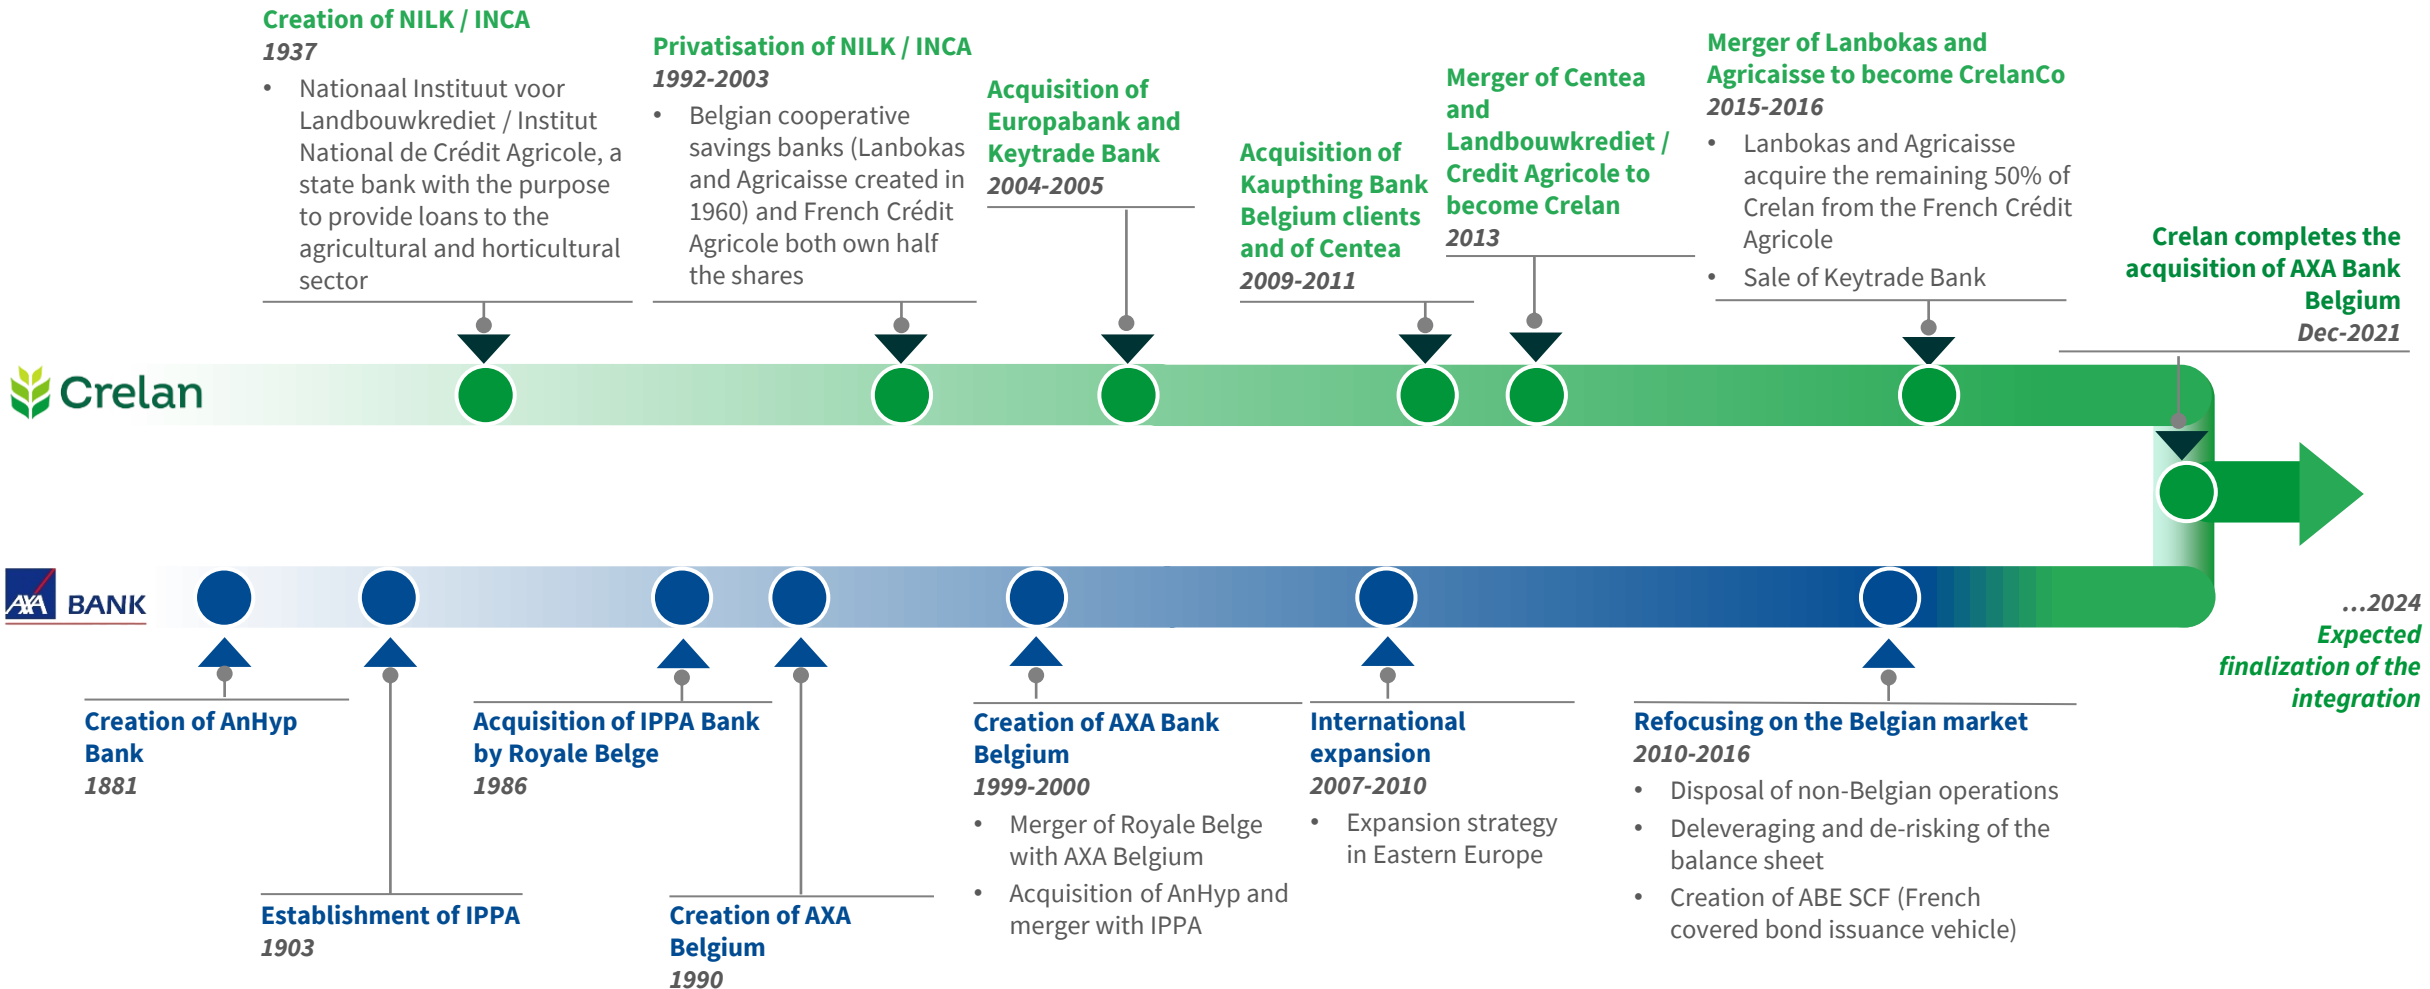 Creation of NILK / INCA
1937
• Nationaal Instituut voor
Landbouwkrediet / Institut
National de Crédit Agricole, a
state bank with the purpose
to provide loans to the
agricultural and horticultural
sector
Privatisation of NILK / INCA
1992-2003
• Belgian cooperative
savings banks (Lanbokas
and Agricaisse created in
1960) and French Crédit
Agricole both own half
the shares
Acquisition of
Europabank and
Keytrade Bank
2004-2005
Acquisition of
Kaupthing Bank
Belgium clients
and of Centea
2009-2011
Merger of Centea
and
Landbouwkrediet /
Credit Agricole to
become Crelan
2013
Merger of Lanbokas and
Agricaisse to become CrelanCo
2015-2016
• Lanbokas and Agricaisse
acquire the remaining 50% of
Crelan from the French Crédit
Agricole
• Sale of Keytrade Bank
Crelan completes the
acquisition of AXA Bank
Belgium
Dec-2021
Crelan
AXA BANK
...2024
Expected
finalization of the
integration
Creation of AnHyp
Bank
1881
Establishment of IPPA
1903
Acquisition of IPPA Bank
by Royale Belge
1986
Creation of AXA
Belgium
1990
Creation of AXA Bank
Belgium
1999-2000
• Merger of Royale Belge
with AXA Belgium
• Acquisition of AnHyp and
merger with IPPA
International
expansion
2007-2010
• Expansion strategy
in Eastern Europe
Refocusing on the Belgian market
2010-2016
• Disposal of non-Belgian operations
• Deleveraging and de-risking of the
balance sheet
• Creation of ABE SCF (French
covered bond issuance vehicle)